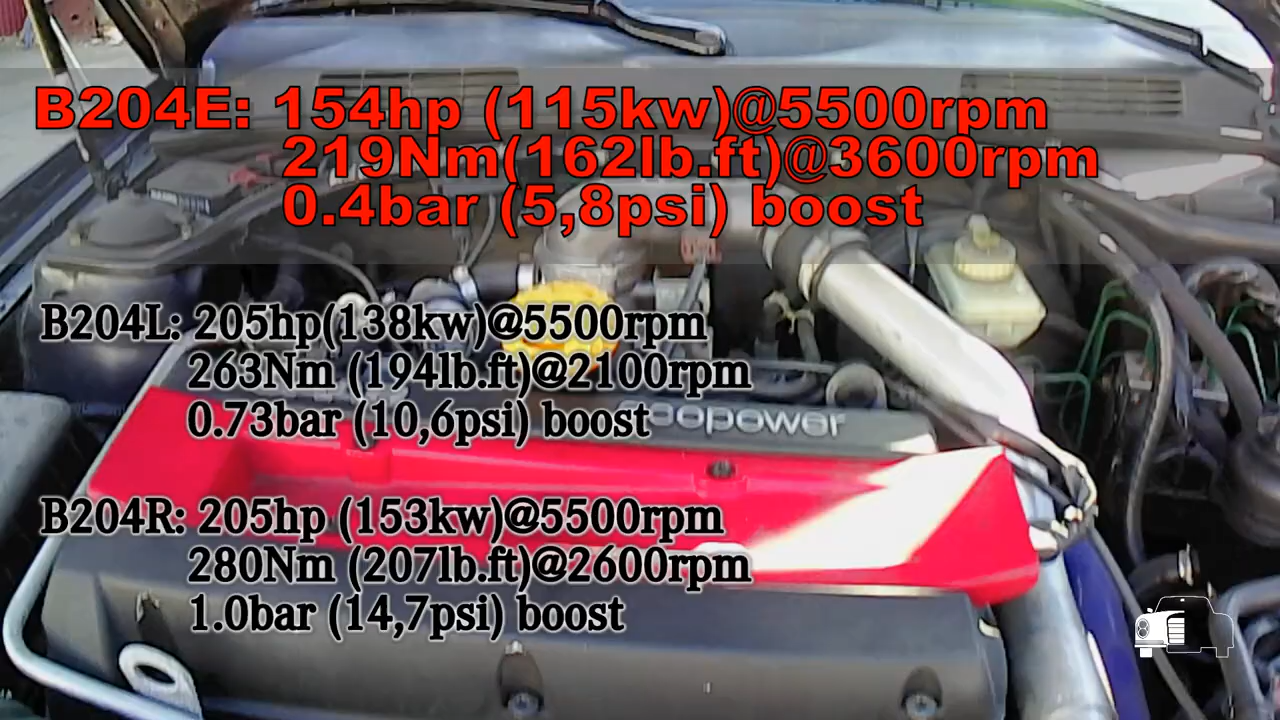 B204E: 154hp (115kw)@5500rpm
219Nm(162lb.ft)@3600rpm
0.4bar (5,8psi) boost
B204L: 205hp(138kw)@5500rpm
263Nm (194lb.ft)@2100rpm
0.73bar (10,6psi) boost
ecopower
B204R: 205hp (153kw)@5500rpm
280Nm (207lb.ft)@2600rpm
1.0bar (14,7psi) boost